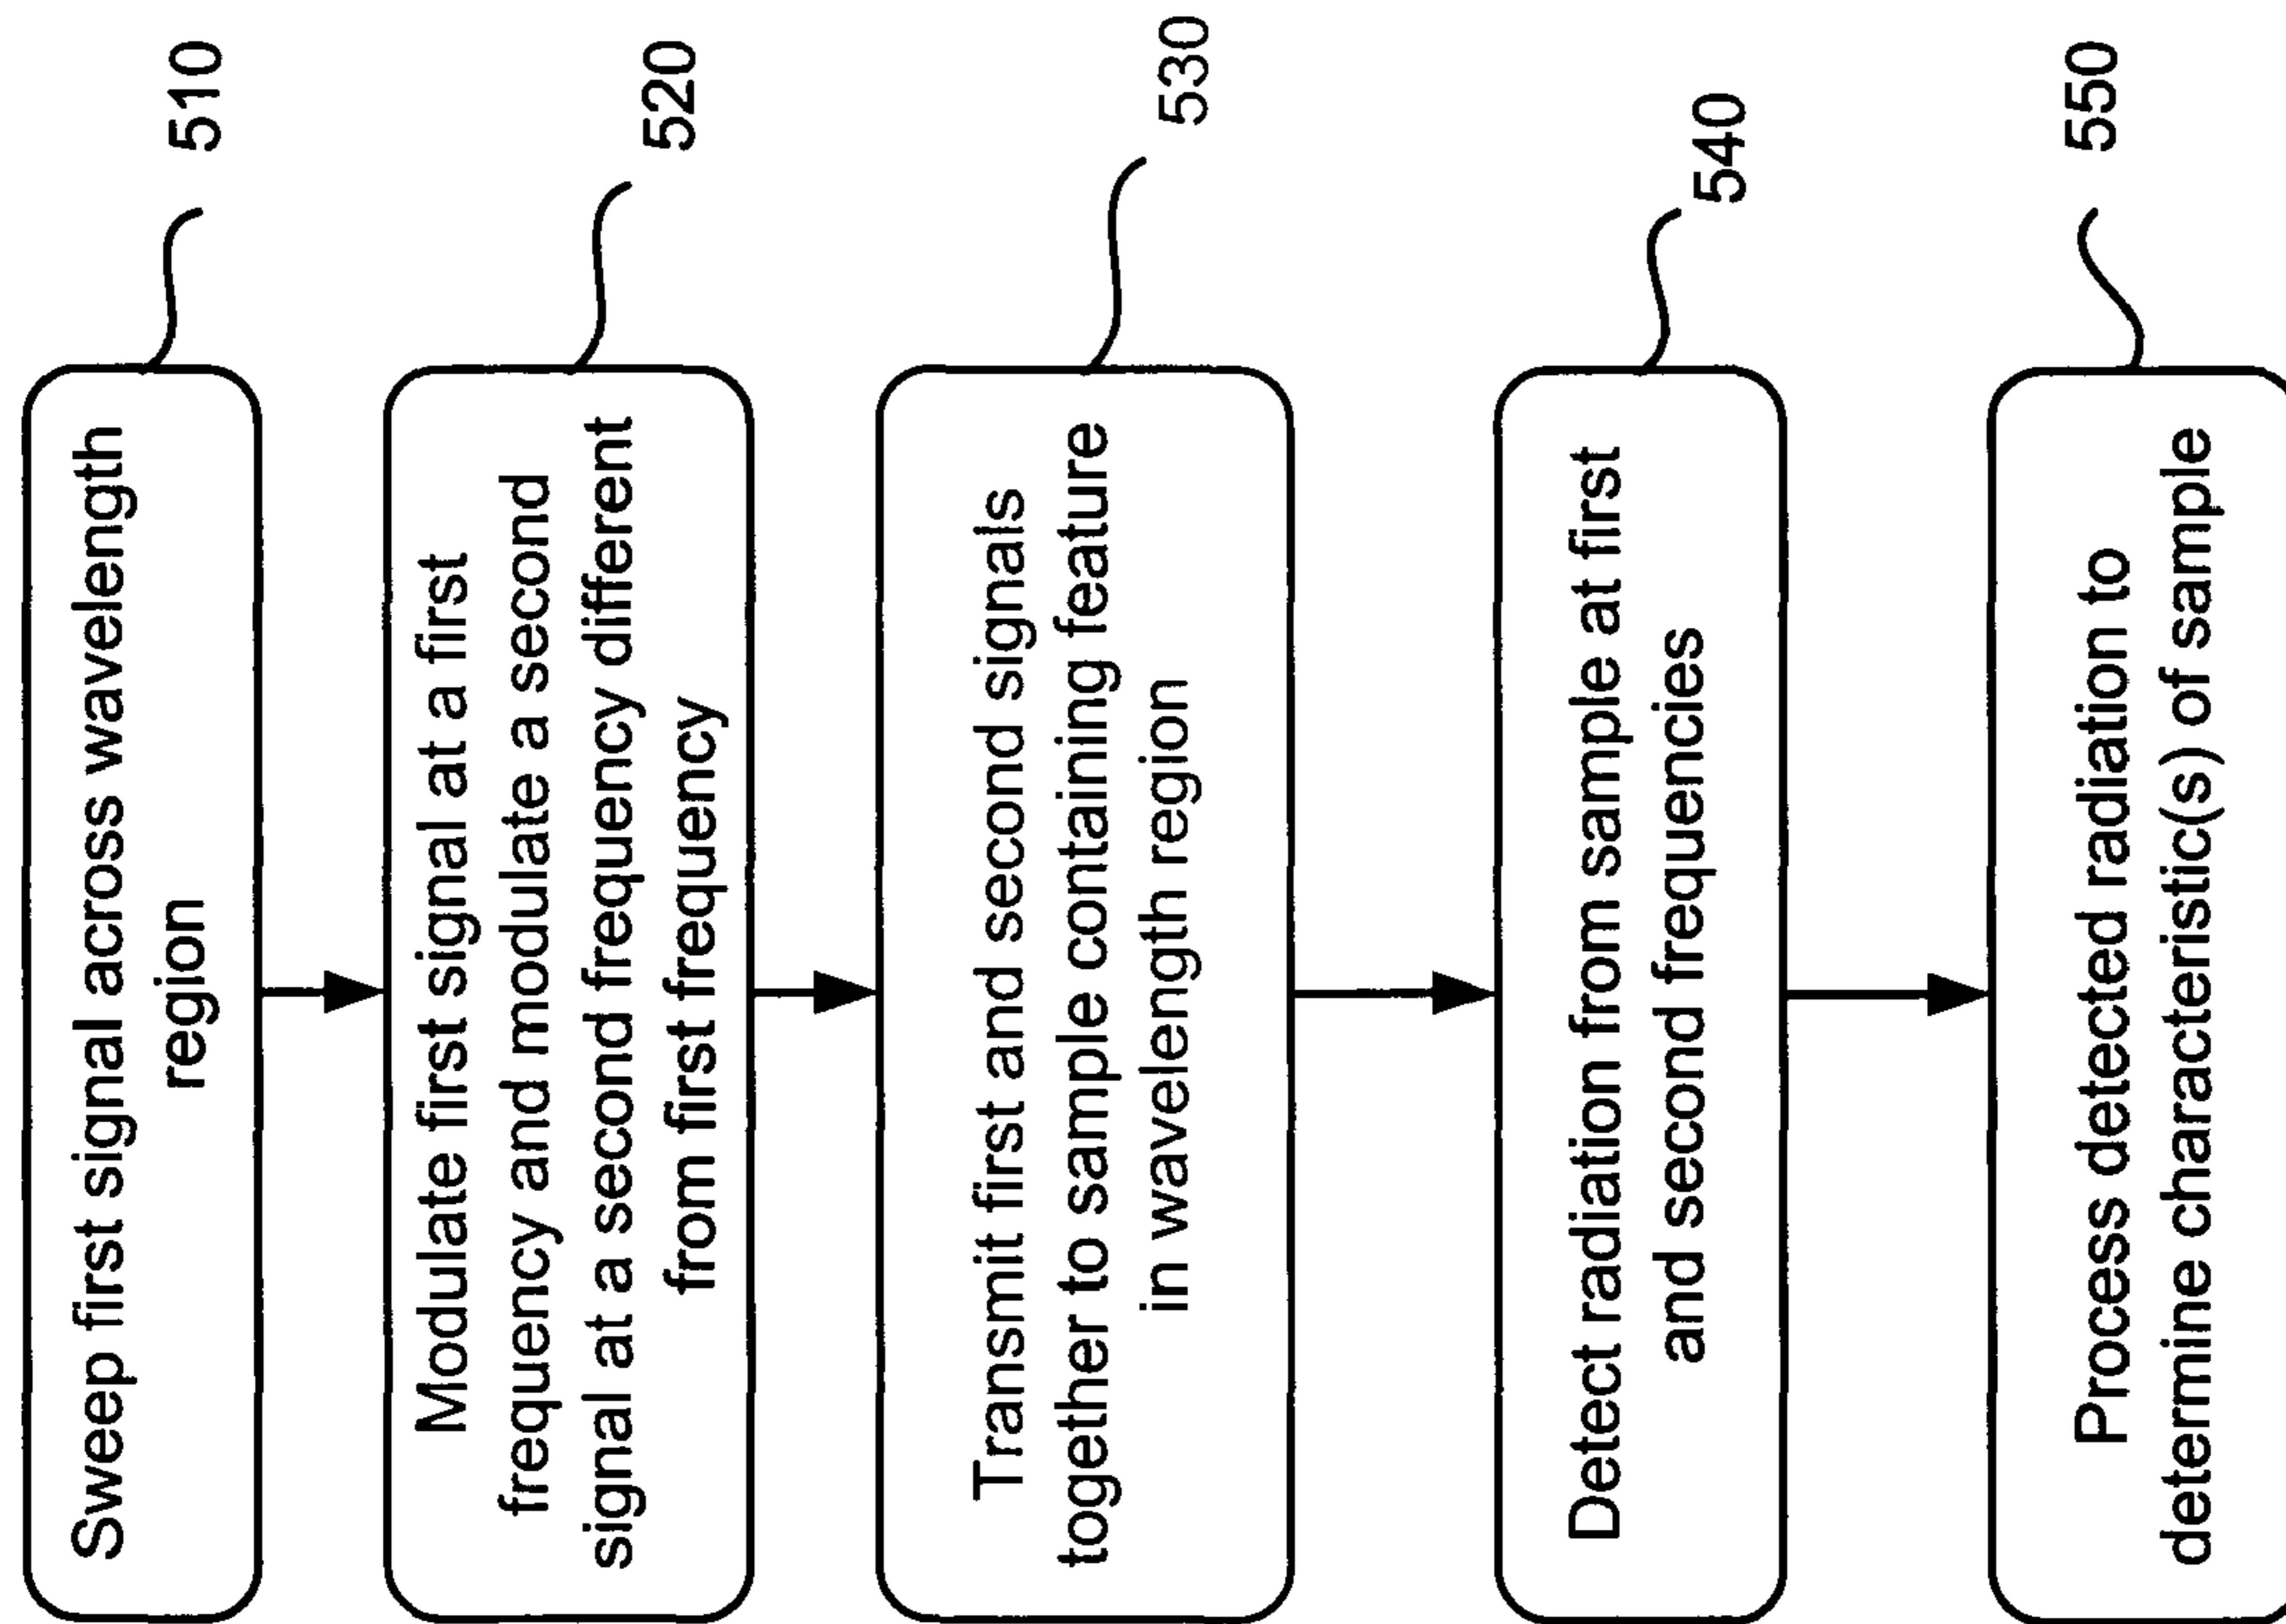 Sweep first signal across wavelength
region
510
Modulate first signal at a first
frequency and modulate a second
signal at a second frequency different
from first frequency
520
Transmit first and second signals
together to sample containing feature
in wavelength region
530
Detect radiation from sample at first
and second frequencies
540
Process detected radiation to
determine characteristic(s) of sample
550